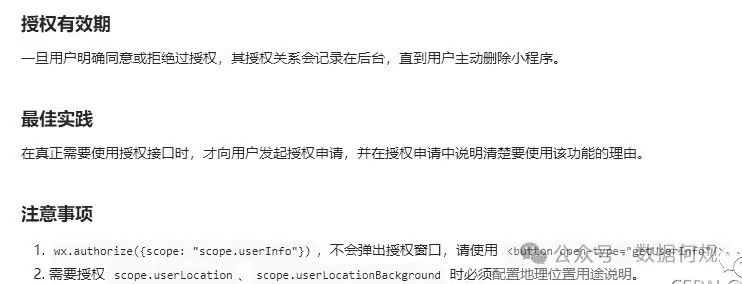 授权有效期
一旦用户明确同意或拒绝过授权，其授权关系会记录在后台，直到用户主动删除小程序。
最佳实践
在真正需要使用授权接口时，才向用户发起授权申请，并在授权申请中说明清楚要使用该功能的理由。
注意事项
1. wx.authorize({scope: "scope.userInfo"})，不会弹出授权窗口，请使用 <button open-type="getUserInfo"/>
2. 需要授权 scope.userLocation、scope.userLocationBackground 时必须配置地理位置用途说明。
公众号－数据何规